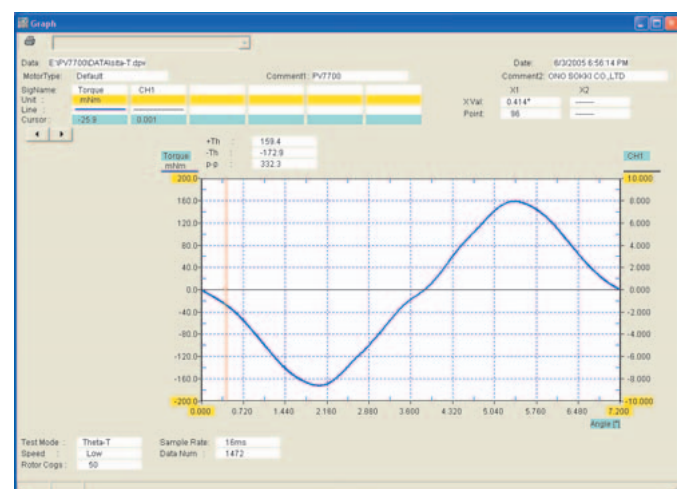 Graph
Data E:\PV7700\DATA\sita-T.dpv Date: 6/3/2005 6:56:14 PM
MotorType: Default Comment1: PV7700 Comment2: ONO SOKKI CO.,LTD
SigName: Torque CH1 X1 X2
Unit : mNm X.Val: 0.414° -----
Line : Point: 96 -----
Cursor: -25.9 0.001
+Th : 159.4
-Th : -172.9
p-p : 332.3
Torque CH1
mNm
200.0 10.000
160.0 8.000
120.0 6.000
80.0 4.000
40.0 2.000
0.0 0.000
-40.0 -2.000
-80.0 -4.000
-120.0 -6.000
-160.0 -8.000
-200.0 -10.000
0.000 0.720 1.440 2.160 2.880 3.600 4.320 5.040 5.760 6.480 7.200
Angle [°]
Test Mode : Theta-T Sample Rate: 16ms
Speed : Low Data Num : 1472
Rotor Cogs : 50